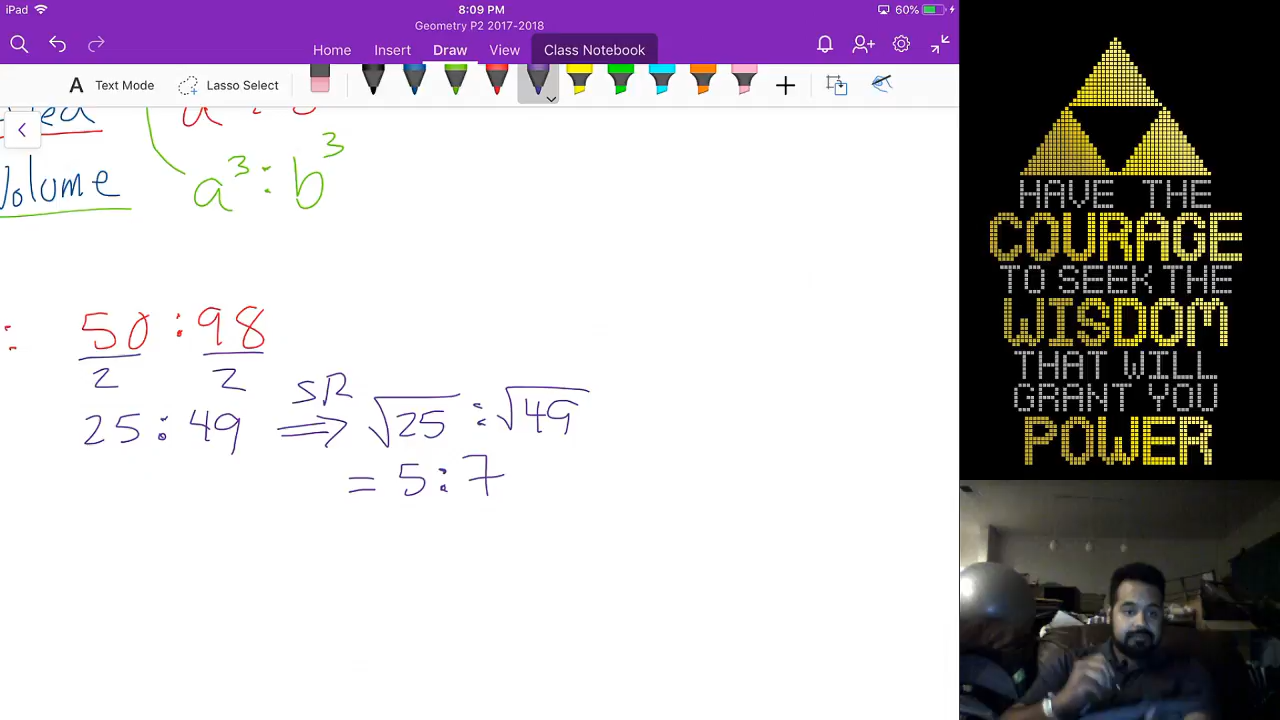 iPad 8:09 PM 60%
Geometry P2 2017-2018
Home Insert Draw View Class Notebook
A Text Mode Lasso Select
Volume a³ : b³
: 50 : 98
2 2
25 : 49 SR ⇒ √25 : √49
= 5 : 7
HAVE THE
COURAGE
TO SEEK THE
WISDOM
THAT WILL
GRANT YOU
POWER